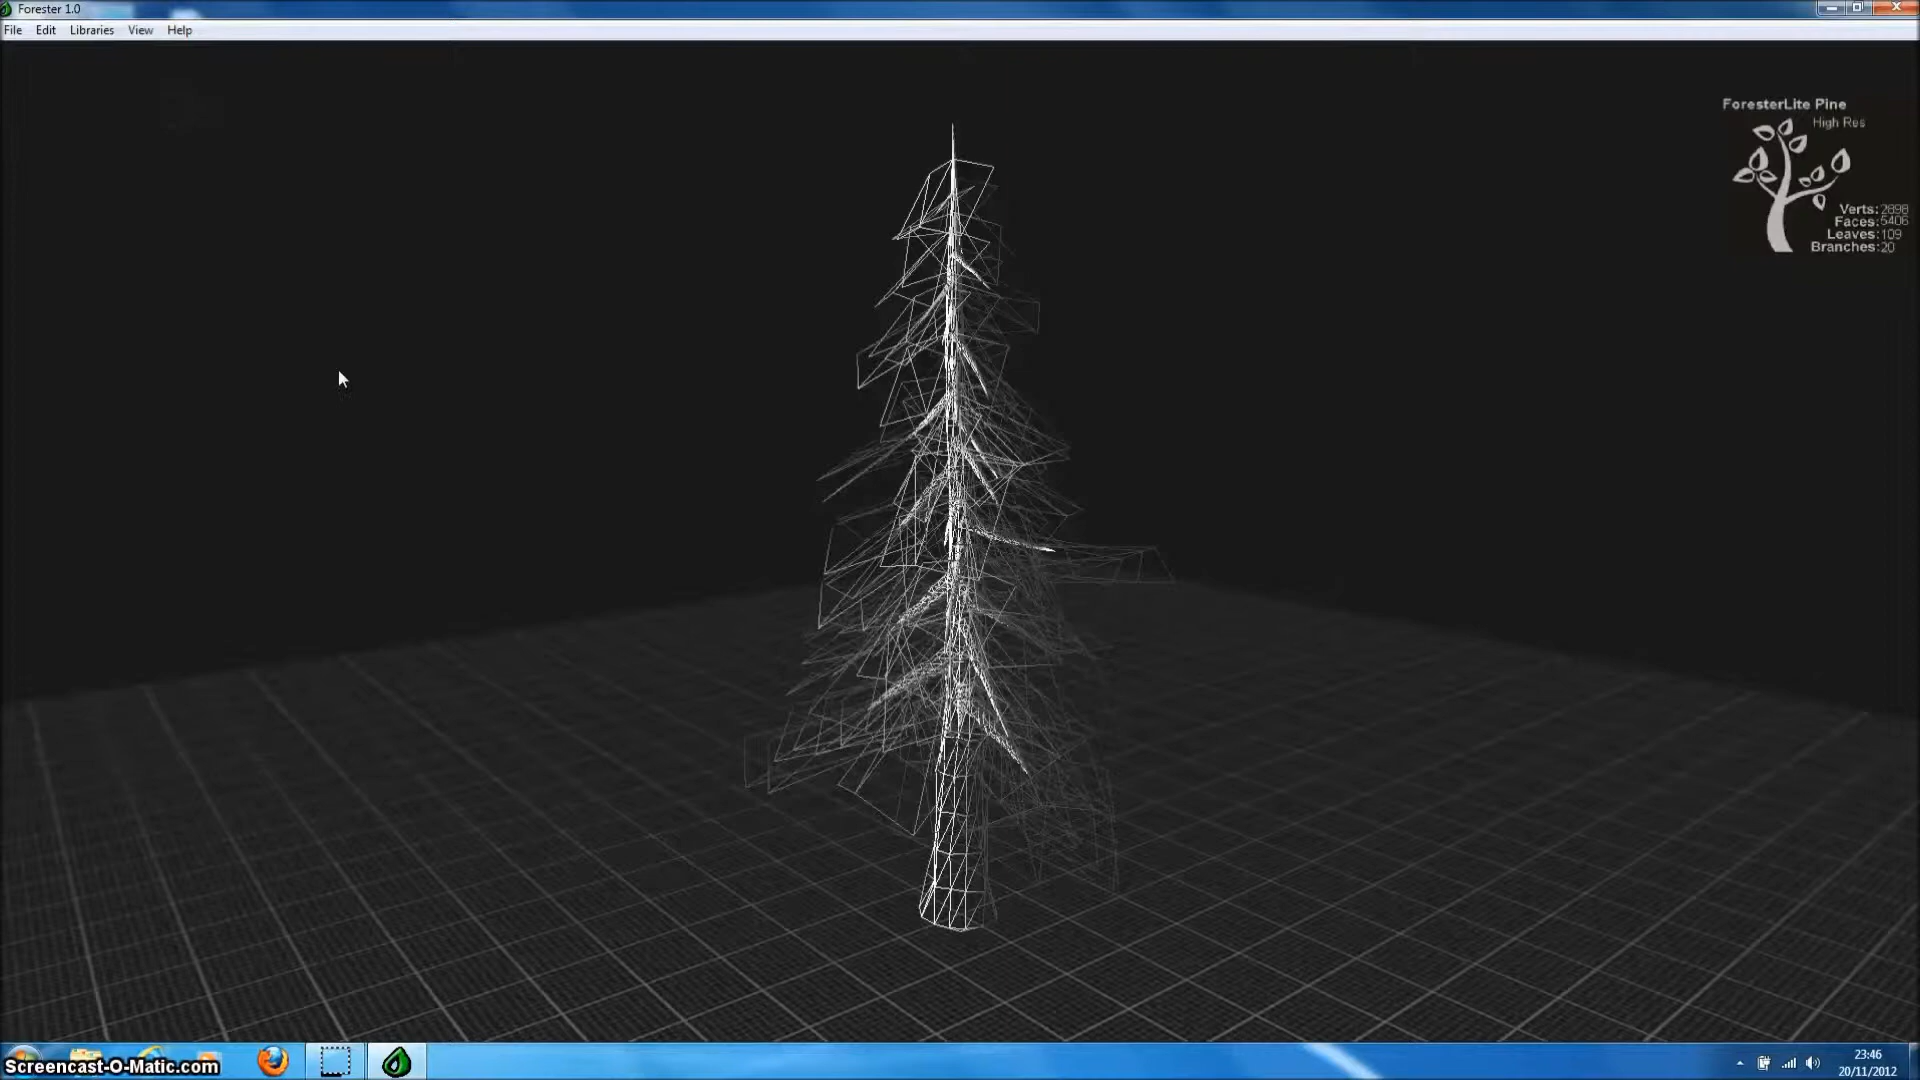 Forester 1.0
File Edit Libraries View Help
ForesterLite Pine
High Res
Verts:2898
Faces:5406
Leaves:109
Branches:20
Screencast-O-Matic.com
23:46
20/11/2012